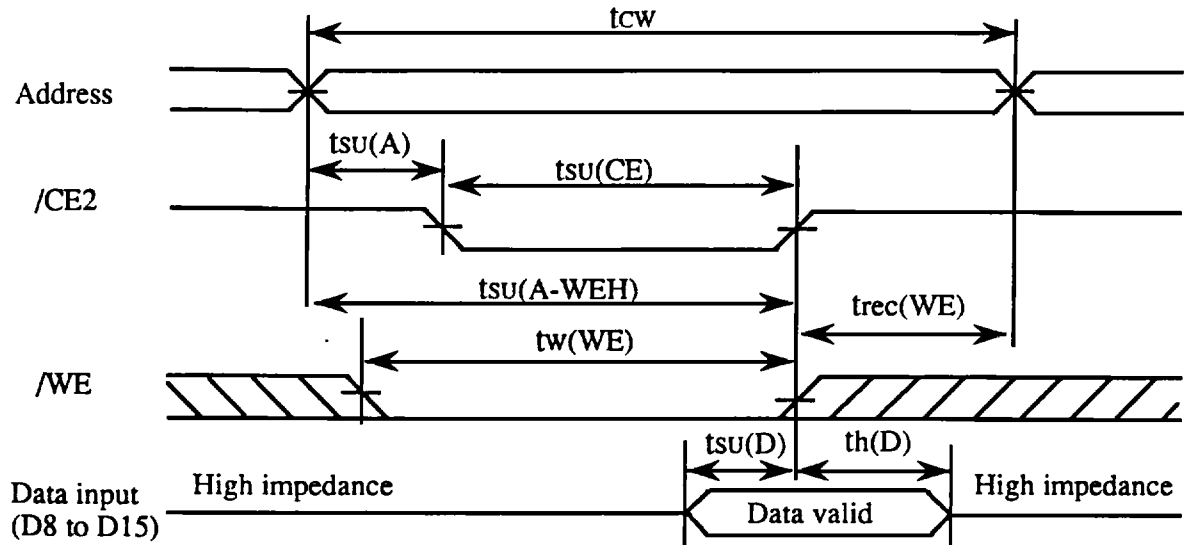 tcw
Address
tsu(A)
tsu(CE)
/CE2
tsu(A-WEH)
trec(WE)
tw(WE)
/WE
tsu(D)
th(D)
High impedance
High impedance
Data input
(D8 to D15)
Data valid